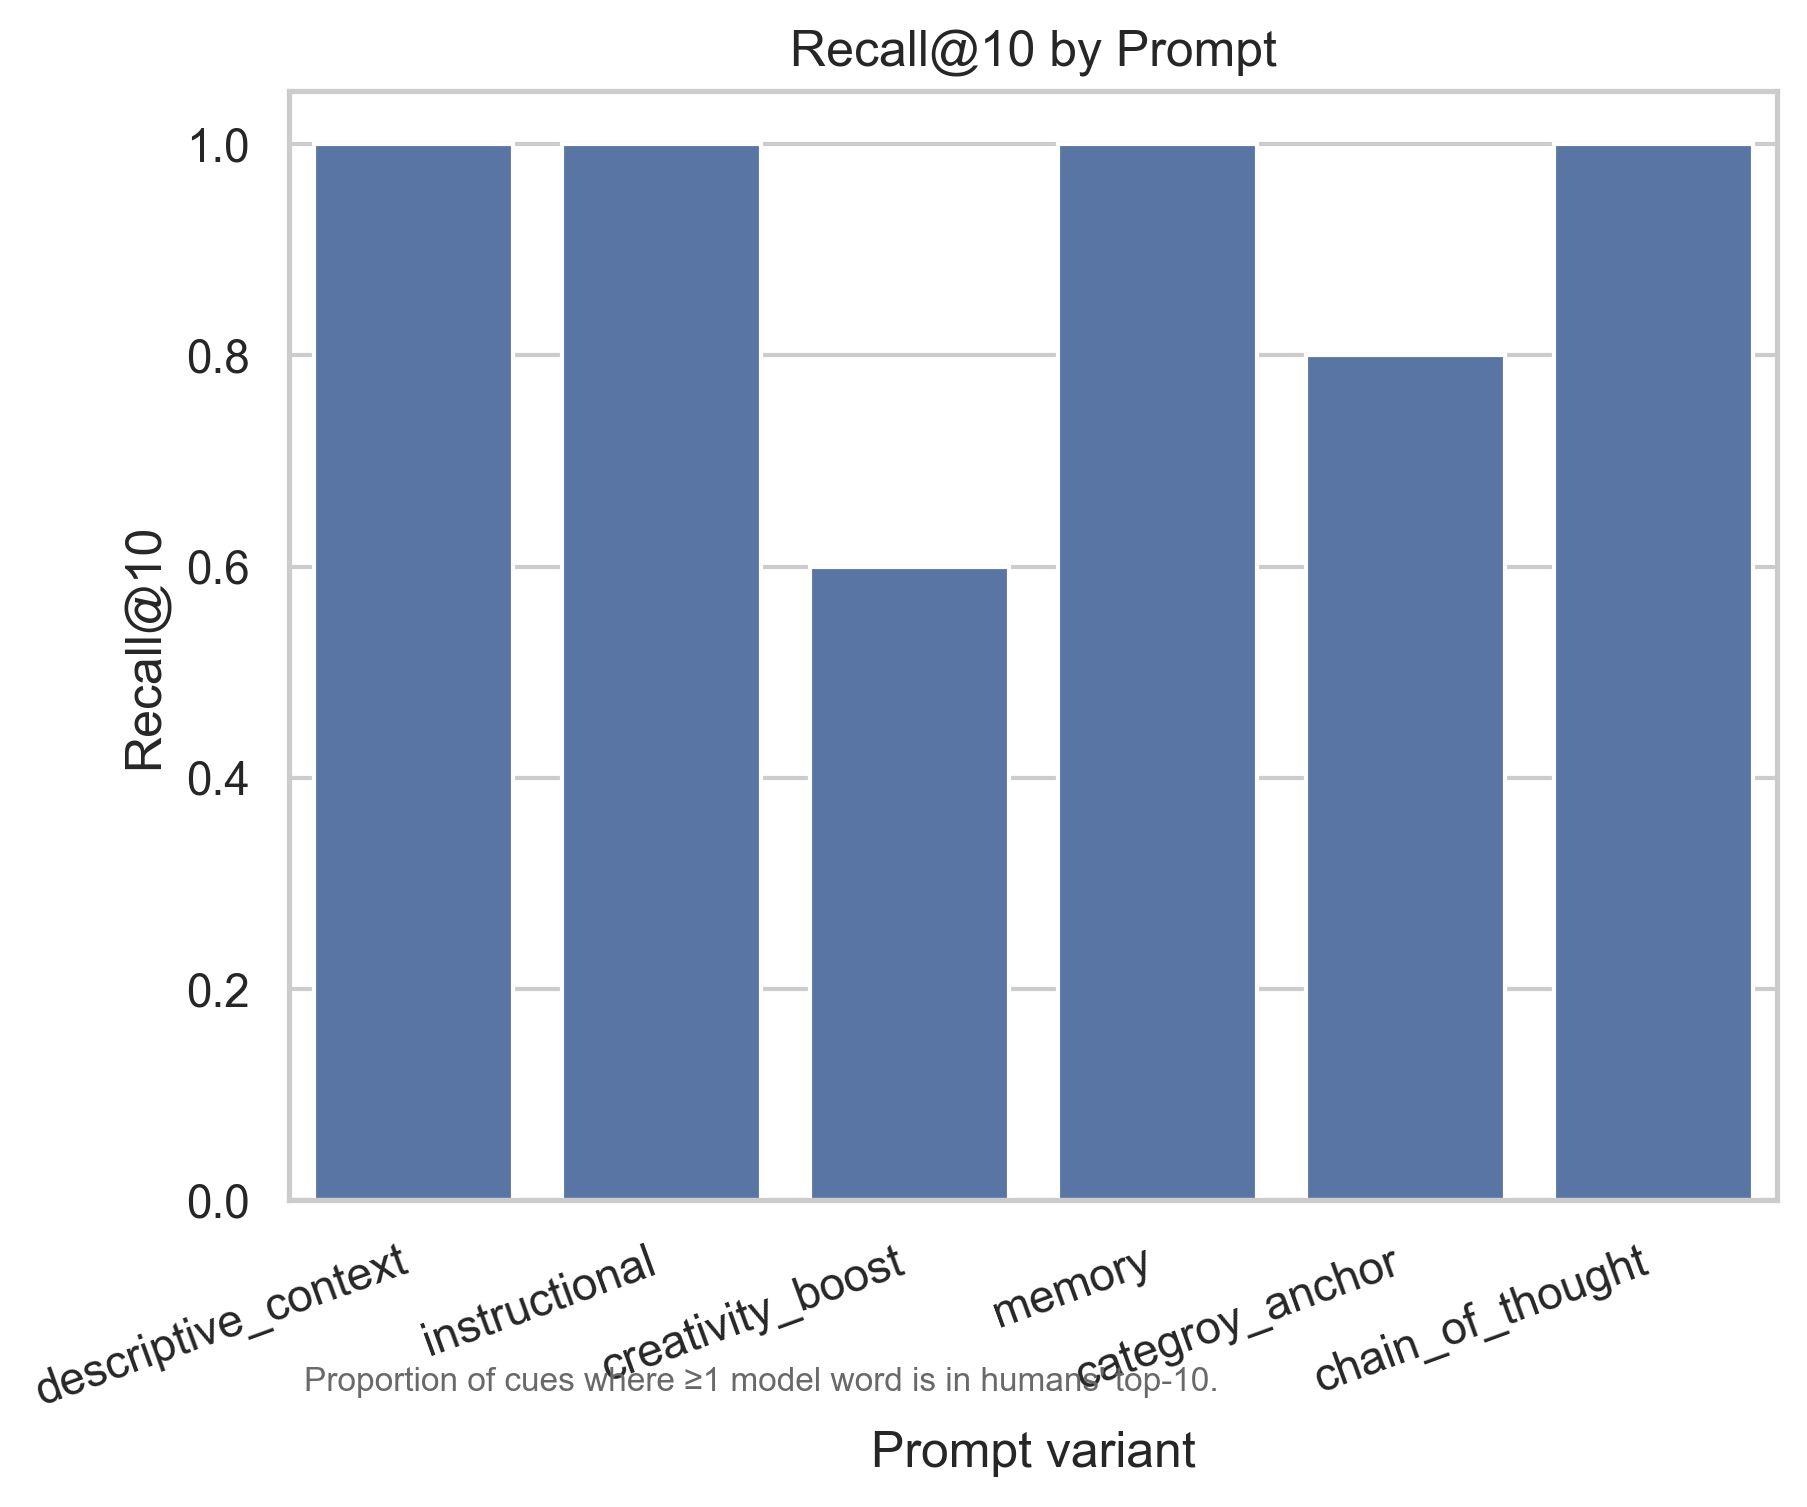 Recall@10 by Prompt
Recall@10
1.0
0.8
0.6
0.4
0.2
0.0
descriptive_context
instructional
creativity_boost
memory
categroy_anchor
chain_of_thought
Proportion of cues where ≥1 model word is in humans' top-10.
Prompt variant